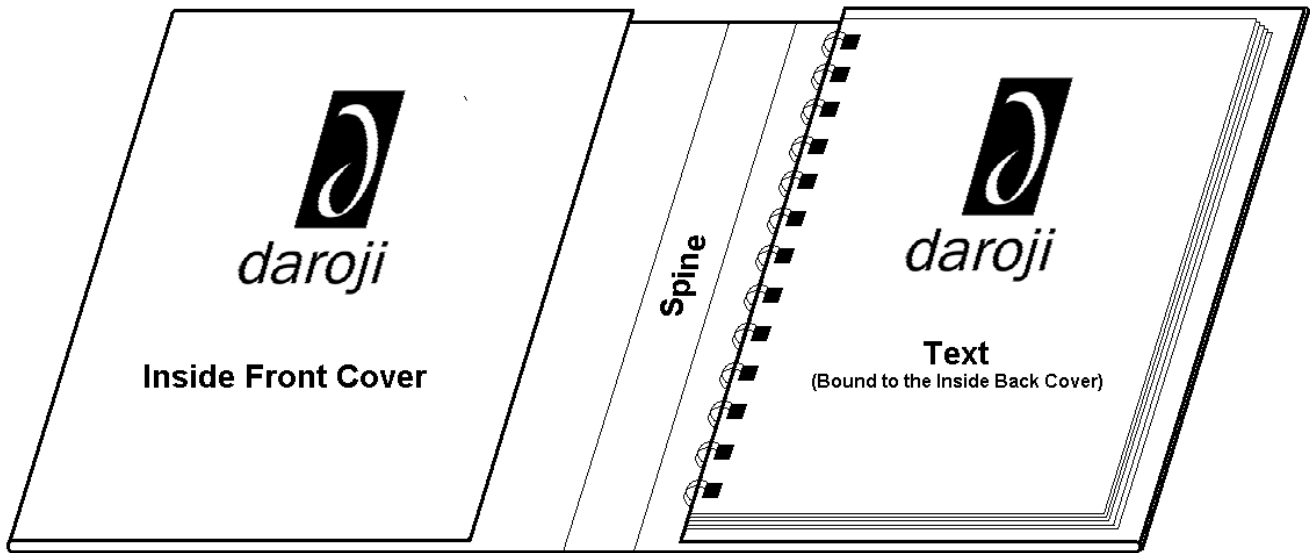 daroji
Inside Front Cover
Spine
daroji
Text
(Bound to the Inside Back Cover)